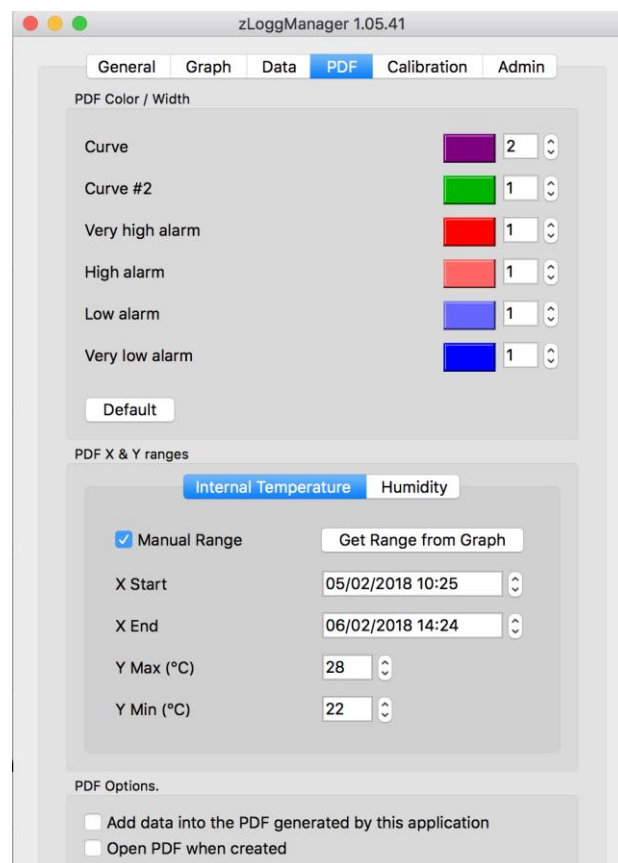 zLoggManager 1.05.41
General Graph Data PDF Calibration Admin
PDF Color / Width
Curve 2
Curve #2 1
Very high alarm 1
High alarm 1
Low alarm 1
Very low alarm 1
Default
PDF X & Y ranges
Internal Temperature Humidity
Manual Range Get Range from Graph
X Start 05/02/2018 10:25
X End 06/02/2018 14:24
Y Max (°C) 28
Y Min (°C) 22
PDF Options.
Add data into the PDF generated by this application
Open PDF when created